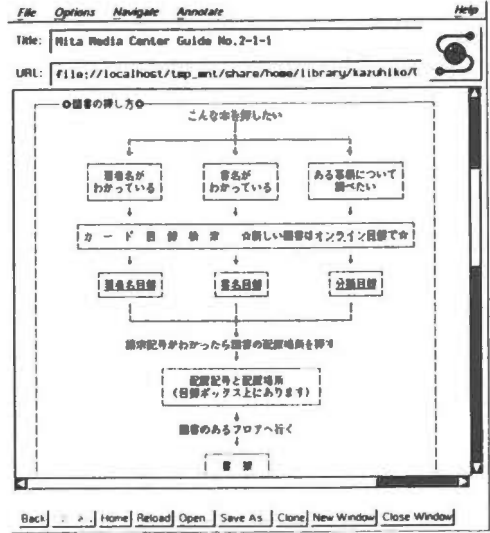 File Options Navigate Annotate Help
Title: Mita Media Center Guide No.2-1-1
URL: file://localhost/tmp_mnt/share/home/library/kazuhiko/
図書の探し方
こんな本を探したい
著者名が 書名が ある事柄について
わかっている わかっている 調べたい
カード目録検索 ☆新しい図書はオンライン目録で☆
著者名目録 書名目録 分類目録
請求記号がわかったら図書の配置場所を探す
配置記号と配置場所
(目録ボックス上にあります)
図書のあるフロアへ行く
書架
Back Home Reload Open Save As Clone New Window Close Window